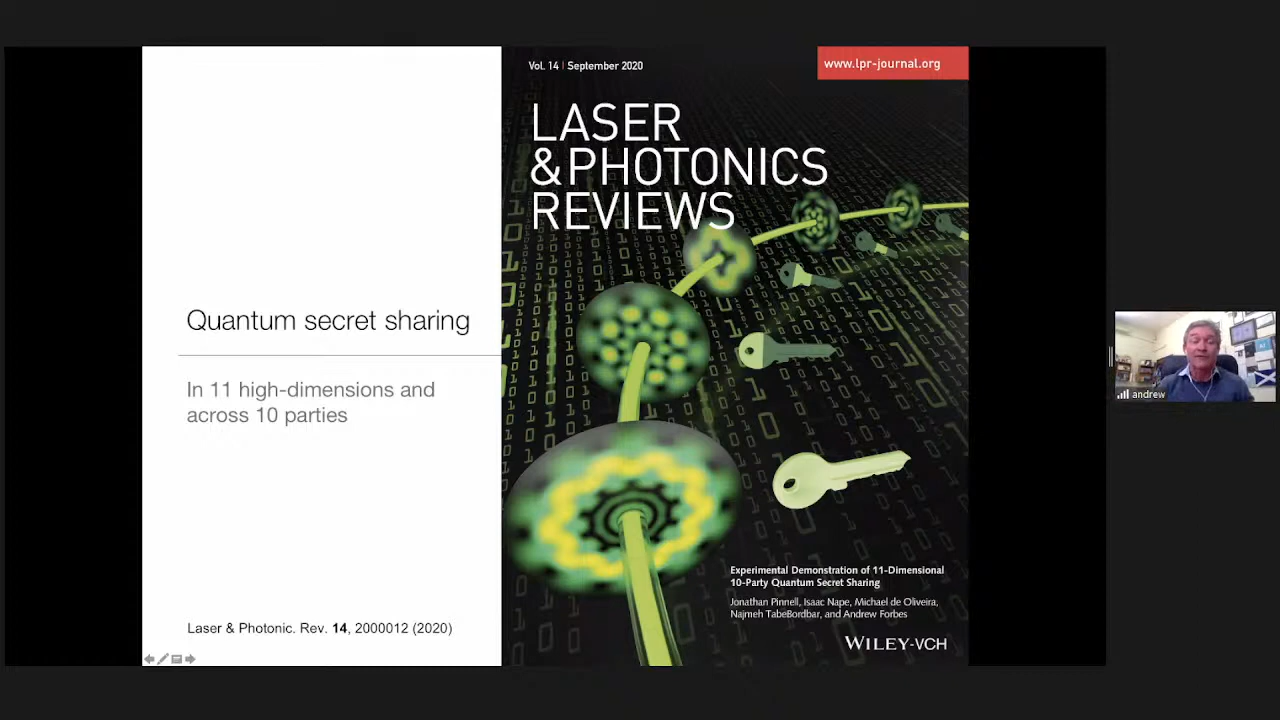 Quantum secret sharing
In 11 high-dimensions and
across 10 parties
Laser & Photonic. Rev. 14, 2000012 (2020)
Vol. 14 | September 2020
www.lpr-journal.org
LASER
&PHOTONICS
REVIEWS
Experimental Demonstration of 11-Dimensional
10-Party Quantum Secret Sharing
Jonathan Pinnell, Isaac Nape, Michael de Oliveira,
Najmeh TabeBordbar, and Andrew Forbes
WILEY-VCH
andrew